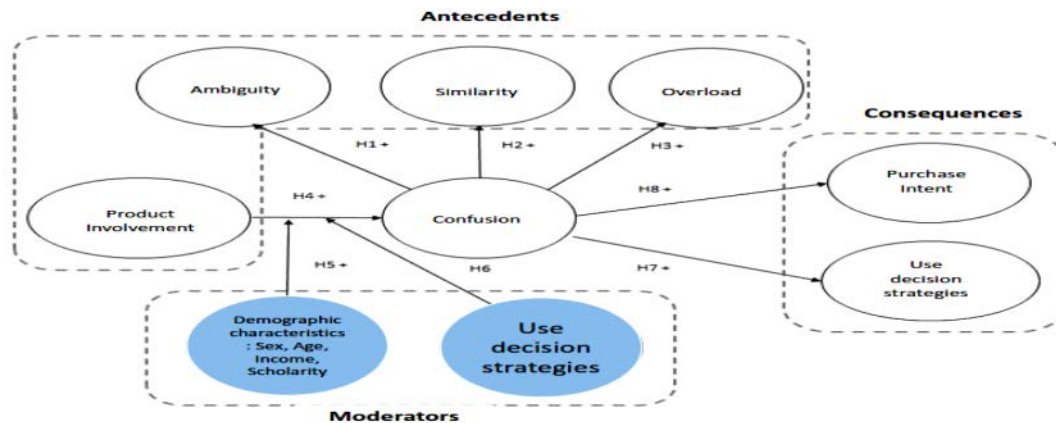 Antecedents
Ambiguity
Similarity
Overload
Consequences
H1 +
H2 +
H3 +
Purchase
Intent
H8 +
H4 +
Product
Involvement
Confusion
H5 +
H6
H7 +
Use
decision
strategies
Demographic
characteristics
: Sex, Age,
Income,
Scholarity
Use
decision
strategies
Moderators